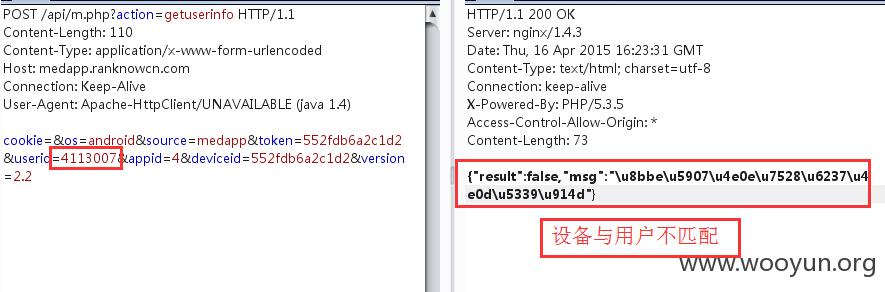 POST /api/m.php?action=getuserinfo HTTP/1.1
Content-Length: 110
Content-Type: application/x-www-form-urlencoded
Host: medapp.ranknowcn.com
Connection: Keep-Alive
User-Agent: Apache-HttpClient/UNAVAILABLE (java 1.4)
cookie=&os=android&source=medapp&token=552fdb6a2c1d2
&userid=4113007&appid=4&deviceid=552fdb6a2c1d2&version
=2.2
HTTP/1.1 200 OK
Server: nginx/1.4.3
Date: Thu, 16 Apr 2015 16:23:31 GMT
Content-Type: text/html; charset=utf-8
Connection: keep-alive
X-Powered-By: PHP/5.3.5
Access-Control-Allow-Origin: *
Content-Length: 73
{"result":false,"msg":"\u8bbe\u5907\u4e0e\u7528\u6237\u4
e0d\u5339\u914d"}
设备与用户不匹配
www.wooyun.org